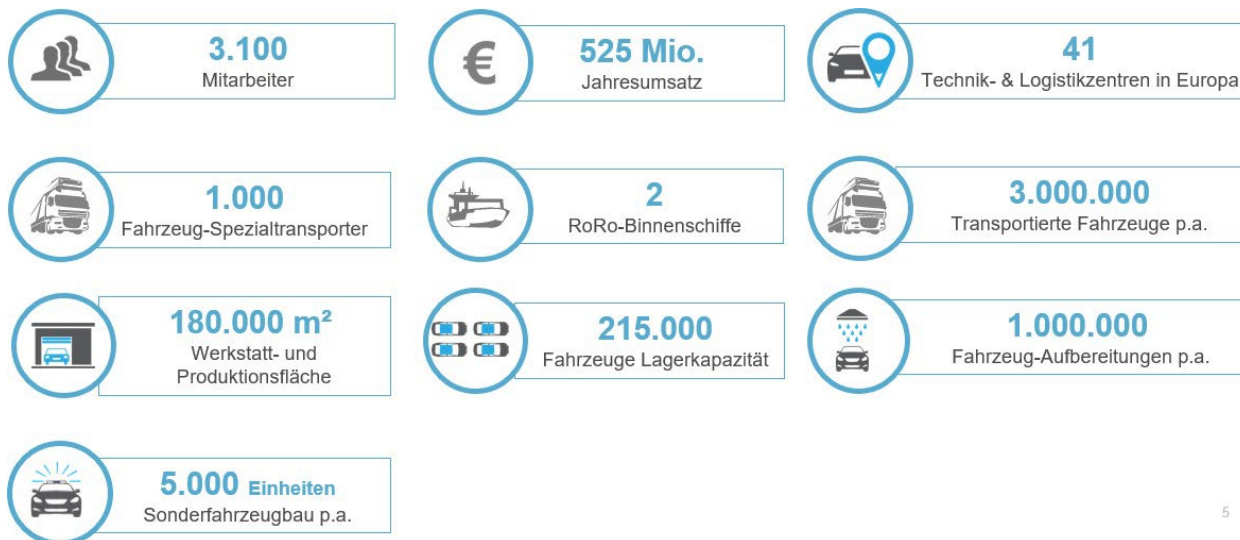 3.100
Mitarbeiter
€
525 Mio.
Jahresumsatz
41
Technik- & Logistikzentren in Europa
1.000
Fahrzeug-Spezialtransporter
2
RoRo-Binnenschiffe
3.000.000
Transportierte Fahrzeuge p.a.
180.000 m²
Werkstatt- und
Produktionsfläche
215.000
Fahrzeuge Lagerkapazität
1.000.000
Fahrzeug-Aufbereitungen p.a.
5.000 Einheiten
Sonderfahrzeugbau p.a.
5